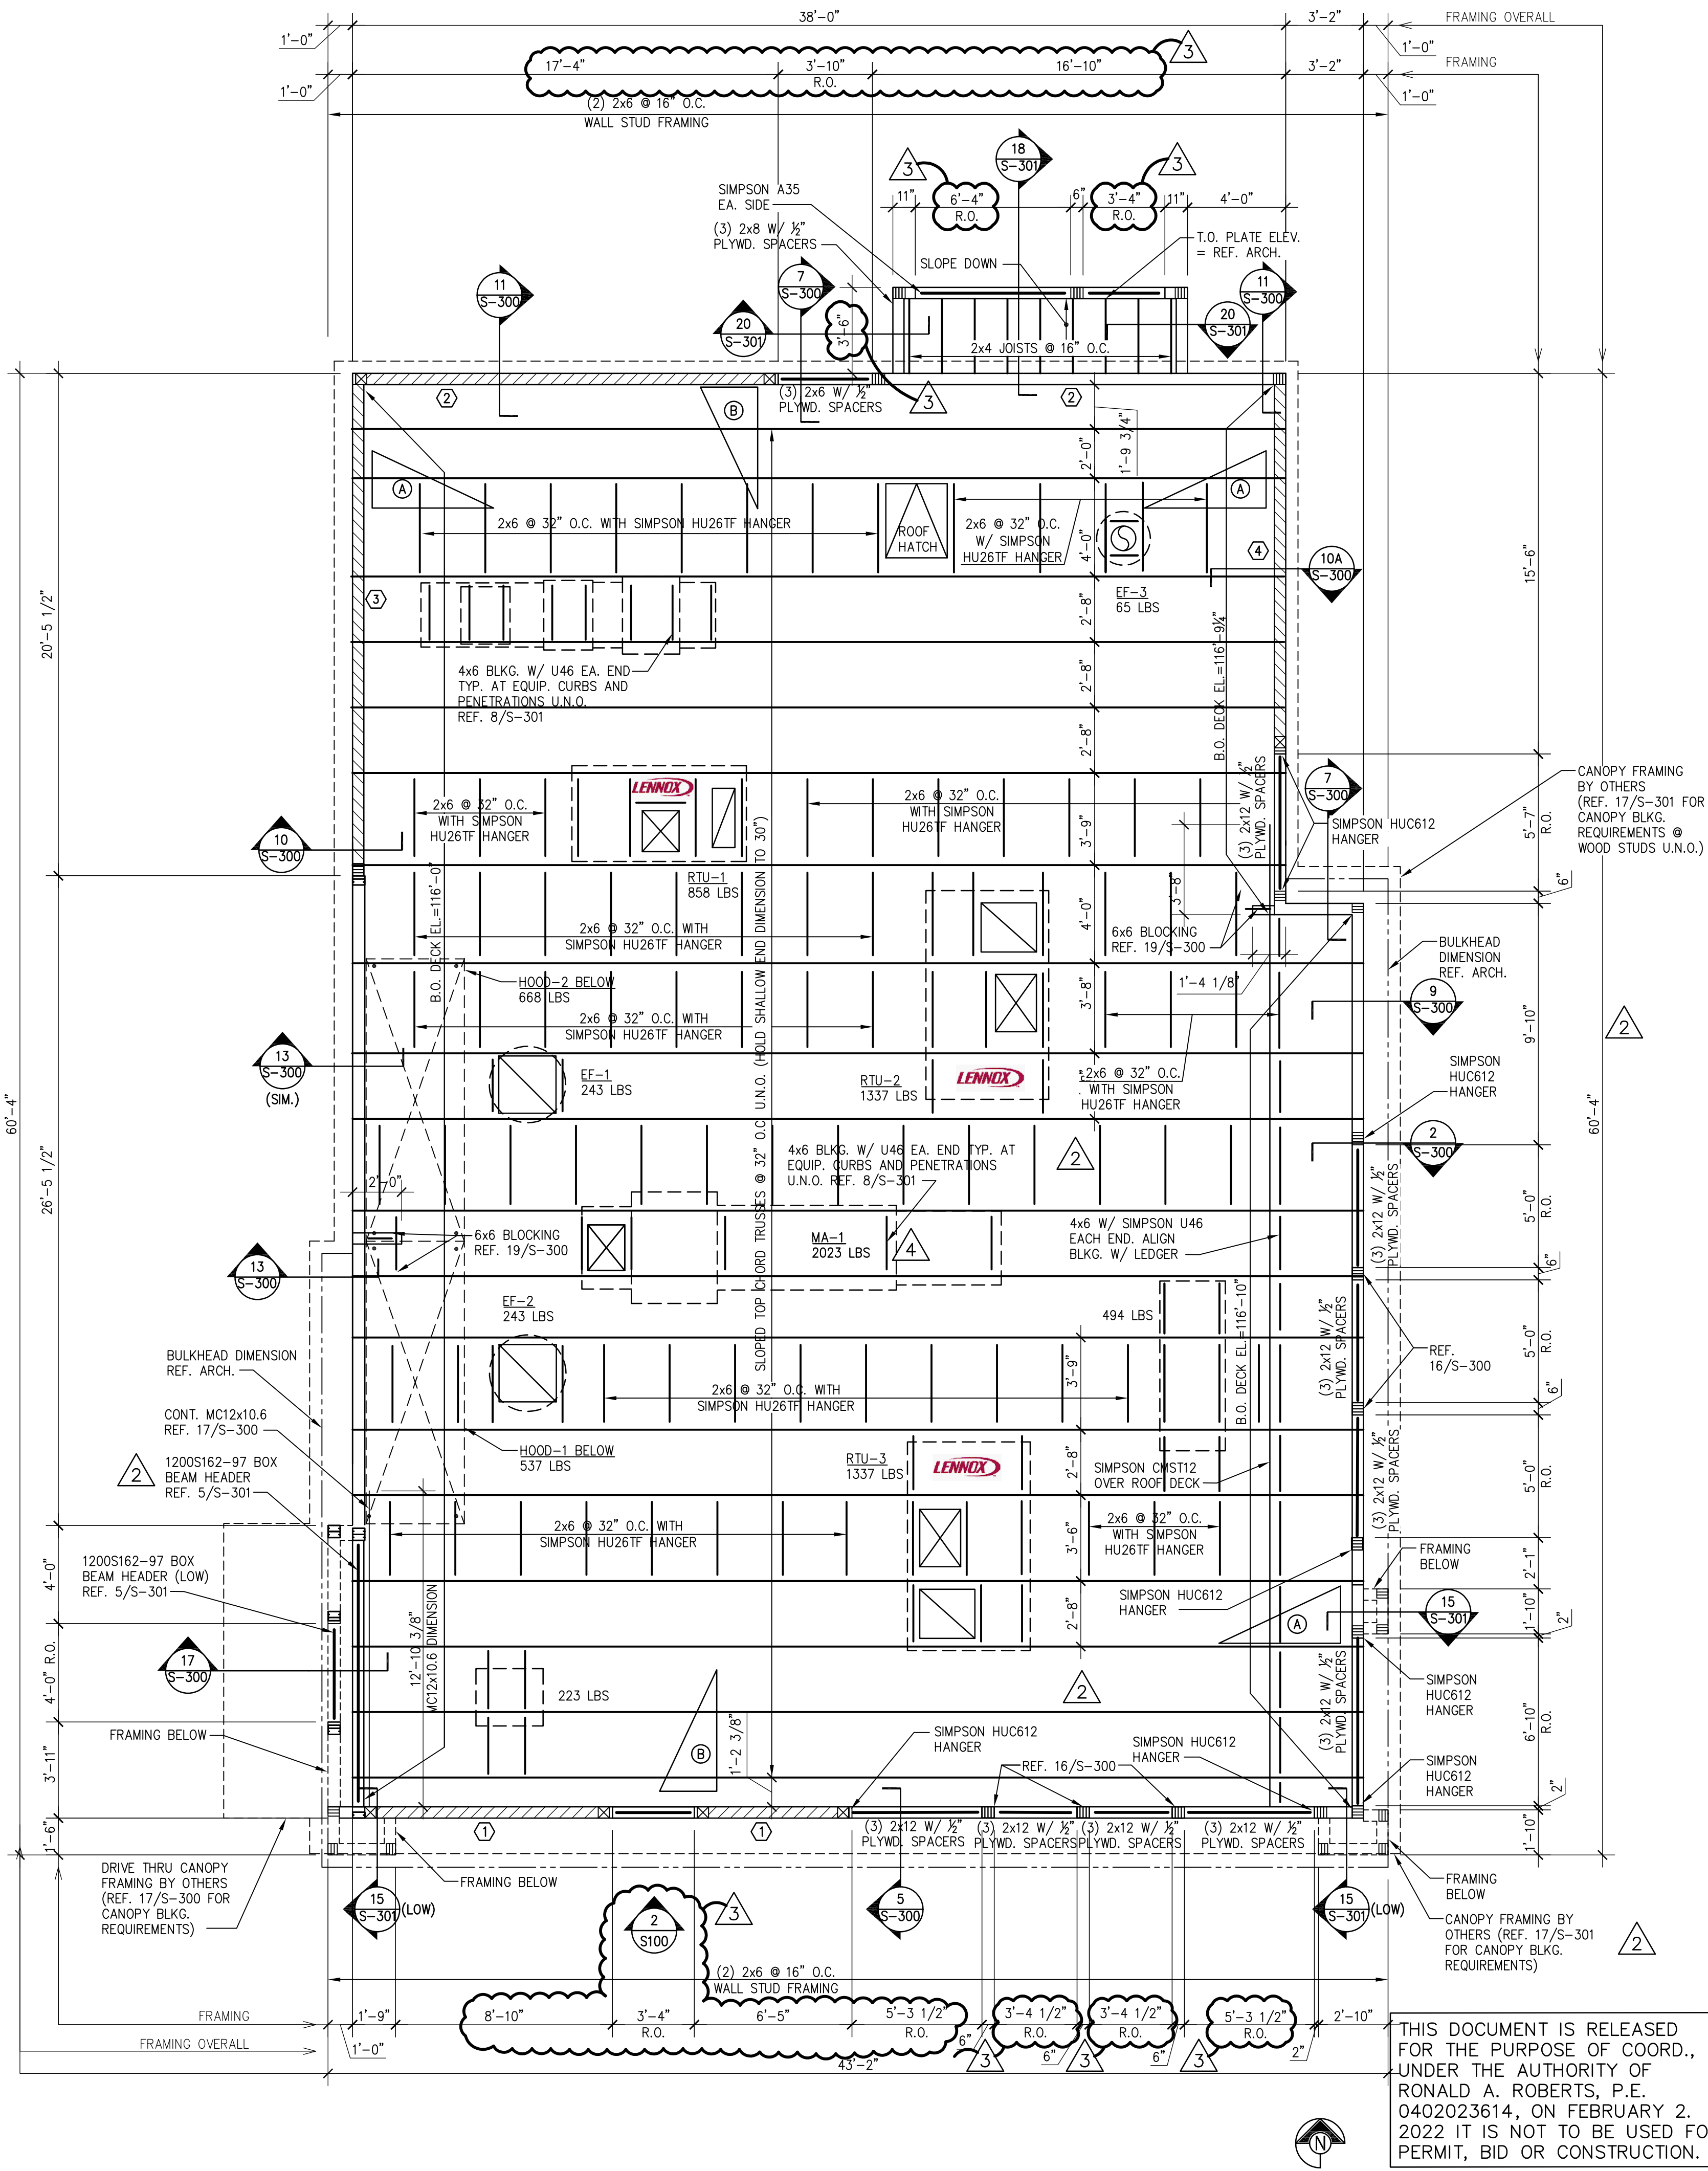 38'-0"
3'-2"
FRAMING OVERALL
1'-0"
1'-0"
17'-4"
3'-10"
R.O.
16'-10"
3
3'-2"
FRAMING
1'-0"
1'-0"
(2) 2x6 @ 16" O.C.
WALL STUD FRAMING
18
S-301
3
3
SIMPSON A35
EA. SIDE
11"
6'-4"
R.O.
6"
3'-4"
R.O.
11"
4'-0"
(3) 2x8 W/ ½"
PLYWD. SPACERS
SLOPE DOWN
T.O. PLATE ELEV.
= REF. ARCH.
11
S-300
7
S-300
11
S-300
20
S-301
3'-6"
20
S-301
2x4 JOISTS @ 16" O.C.
2
(3) 2x6 W/ ½"
PLYWD. SPACERS
3
2
B
1'-9 3/4"
2'-0"
A
A
2x6 @ 32" O.C. WITH SIMPSON HU26TF HANGER
ROOF
HATCH
2x6 @ 32" O.C.
W/ SIMPSON
HU26TF HANGER
4'-0"
4
10A
S-300
15'-6"
20'-5 1/2"
3
EF-3
65 LBS
2'-8"
B.O. DECK EL.=116'-9¼"
4x6 BLKG. W/ U46 EA. END
TYP. AT EQUIP. CURBS AND
PENETRATIONS U.N.O.
REF. 8/S-301
2'-8"
2'-8"
LENNOX
2x6 @ 32" O.C.
WITH SIMPSON
HU26TF HANGER
2x6 @ 32" O.C.
WITH SIMPSON
HU26TF HANGER
3'-9"
(3) 2x12 W/ ½"
PLYWD. SPACERS
7
S-300
SIMPSON HUC612
HANGER
5'-7"
R.O.
CANOPY FRAMING
BY OTHERS
(REF. 17/S-301 FOR
CANOPY BLKG.
REQUIREMENTS @
WOOD STUDS U.N.O.)
10
S-300
RTU-1
858 LBS
3'-8"
6"
B.O. DECK EL.=116'-0"
SLOPED TOP CHORD TRUSSES @ 32" O.C. U.N.O. (HOLD SHALLOW END DIMENSION TO 30")
2x6 @ 32" O.C. WITH
SIMPSON HU26TF HANGER
4'-0"
6x6 BLOCKING
REF. 19/S-300
BULKHEAD
DIMENSION
REF. ARCH.
HOOD-2 BELOW
668 LBS
3'-8"
1'-4 1/8"
9
S-300
9'-10"
2
2x6 @ 32" O.C. WITH
SIMPSON HU26TF HANGER
13
S-300
(SIM.)
EF-1
243 LBS
RTU-2
1337 LBS
LENNOX
2x6 @ 32" O.C.
WITH SIMPSON
HU26TF HANGER
SIMPSON
HUC612
HANGER
60'-4"
60'-4"
26'-5 1/2"
4x6 BLKG. W/ U46 EA. END TYP. AT
EQUIP. CURBS AND PENETRATIONS
U.N.O. REF. 8/S-301
2
2
S-300
2'-0"
(3) 2x12 W/ ½"
PLYWD. SPACERS
5'-0"
R.O.
6x6 BLOCKING
REF. 19/S-300
MA-1
2023 LBS
4
4x6 W/ SIMPSON U46
EACH END. ALIGN
BLKG. W/ LEDGER
6"
13
S-300
EF-2
243 LBS
494 LBS
B.O. DECK EL.=116'-10"
(3) 2x12 W/ ½"
PLYWD. SPACERS
5'-0"
R.O.
REF.
16/S-300
BULKHEAD DIMENSION
REF. ARCH.
3'-9"
2x6 @ 32" O.C. WITH
SIMPSON HU26TF HANGER
6"
CONT. MC12x10.6
REF. 17/S-300
HOOD-1 BELOW
537 LBS
RTU-3
1337 LBS
LENNOX
2'-8"
SIMPSON CMST12
OVER ROOF DECK
(3) 2x12 W/ ½"
PLYWD. SPACERS
5'-0"
R.O.
2
1200S162-97 BOX
BEAM HEADER
REF. 5/S-301
2x6 @ 32" O.C. WITH
SIMPSON HU26TF HANGER
3'-6"
2x6 @ 32" O.C.
WITH SIMPSON
HU26TF HANGER
1200S162-97 BOX
BEAM HEADER (LOW)
REF. 5/S-301
4'-0"
FRAMING
BELOW
2'-1"
SIMPSON HUC612
HANGER
2'-8"
A
15
S-301
1'-10"
2"
12'-10 3/8"
MC12x10.6 DIMENSION
17
S-300
4'-0" R.O.
223 LBS
2
(3) 2x12 W/ ½"
PLYWD. SPACERS
SIMPSON
HUC612
HANGER
6'-10"
R.O.
FRAMING BELOW
3'-11"
B
1'-2 3/8"
SIMPSON HUC612
HANGER
REF. 16/S-300
SIMPSON HUC612
HANGER
SIMPSON
HUC612
HANGER
2"
1'-6"
1
1
(3) 2x12 W/ ½"
PLYWD. SPACERS
(3) 2x12 W/ ½"
PLYWD. SPACERS
(3) 2x12 W/ ½"
PLYWD. SPACERS
(3) 2x12 W/ ½"
PLYWD. SPACERS
1'-10"
DRIVE THRU CANOPY
FRAMING BY OTHERS
(REF. 17/S-300 FOR
CANOPY BLKG.
REQUIREMENTS)
FRAMING BELOW
FRAMING
BELOW
15
S-301
(LOW)
2
S100
3
5
S-300
15
S-301
(LOW)
CANOPY FRAMING BY
OTHERS (REF. 17/S-301
FOR CANOPY BLKG.
REQUIREMENTS)
2
(2) 2x6 @ 16" O.C.
WALL STUD FRAMING
FRAMING
1'-9"
8'-10"
3'-4"
R.O.
6'-5"
5'-3 1/2"
R.O.
6"
3'-4 1/2"
R.O.
6"
3'-4 1/2"
R.O.
6"
5'-3 1/2"
R.O.
2"
2'-10"
FRAMING OVERALL
1'-0"
43'-2"
3
3
3
N
THIS DOCUMENT IS RELEASED
FOR THE PURPOSE OF COORD.,
UNDER THE AUTHORITY OF
RONALD A. ROBERTS, P.E.
0402023614, ON FEBRUARY 2.
2022 IT IS NOT TO BE USED FO
PERMIT, BID OR CONSTRUCTION.